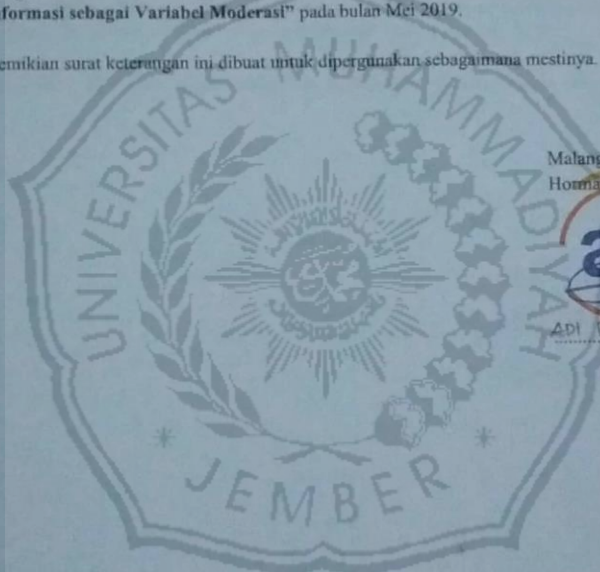 formasi sebagai Variabel Moderasi" pada bulan Mei 2019.
emikian surat keterangan ini dibuat untuk dipergunakan sebagaimana mestinya.
Malang
Horma
ADI
UNIVERSITAS MUHAMMADIYAH
JEMBER